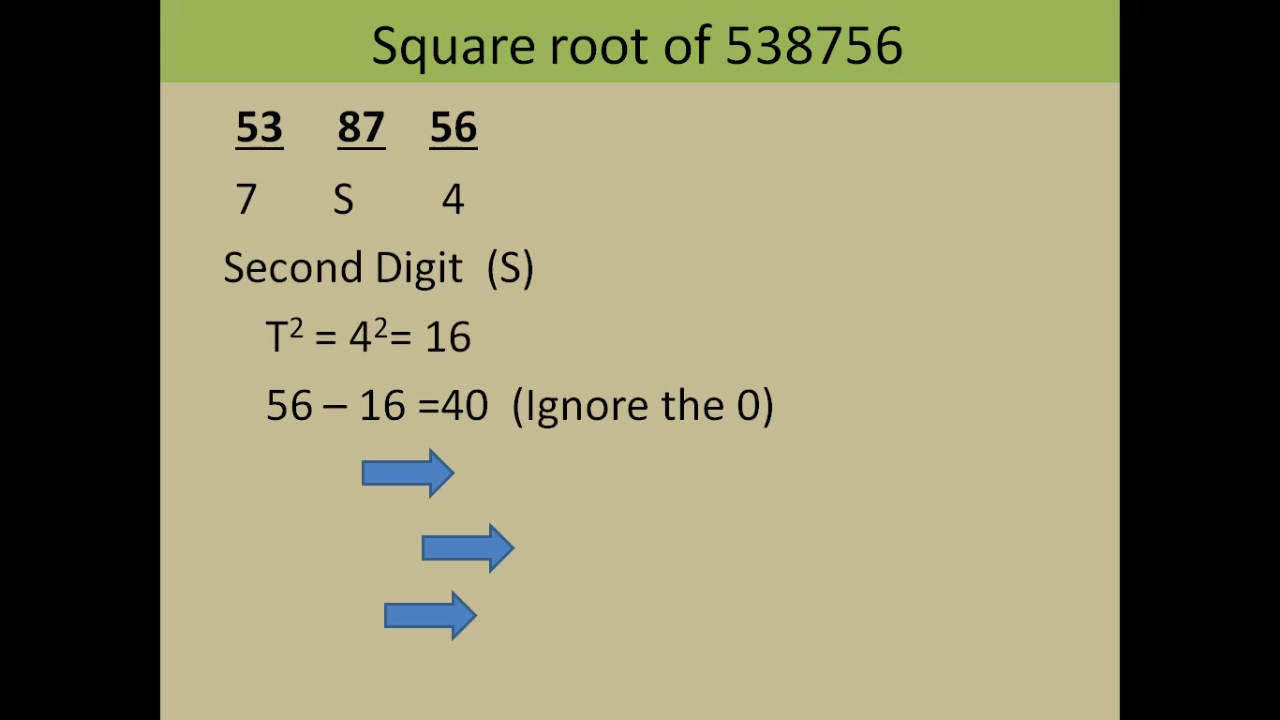 Square root of 538756
53 87 56
7 S 4
Second Digit (S)
T² = 4²= 16
56 – 16 =40 (Ignore the 0)